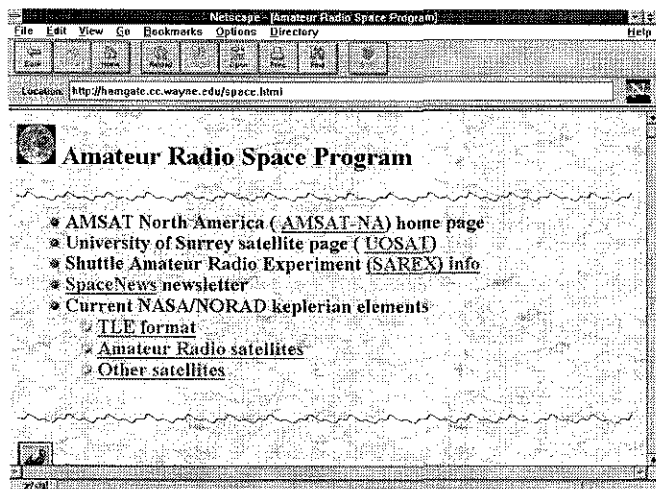 Netscape - [Amateur Radio Space Program]
File Edit View Go Bookmarks Options Directory Help
Location: http://hamgate.cc.wayne.edu/space.html
N
Amateur Radio Space Program
AMSAT North America ( AMSAT-NA) home page
University of Surrey satellite page ( UOSAT)
Shuttle Amateur Radio Experiment (SAREX) info
SpaceNews newsletter
Current NASA/NORAD keplerian elements
TLE format
Amateur Radio satellites
Other satellites